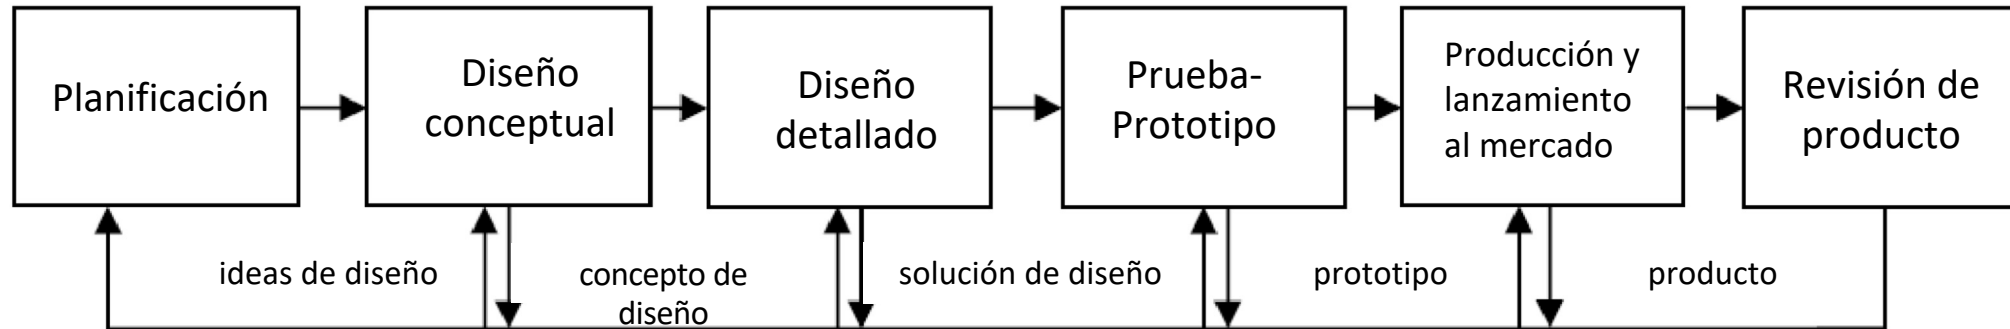 Planificación
Diseño
conceptual
Diseño
detallado
Prueba-
Prototipo
Producción y
lanzamiento
al mercado
Revisión de
producto
ideas de diseño
concepto de
diseño
solución de diseño
prototipo
producto